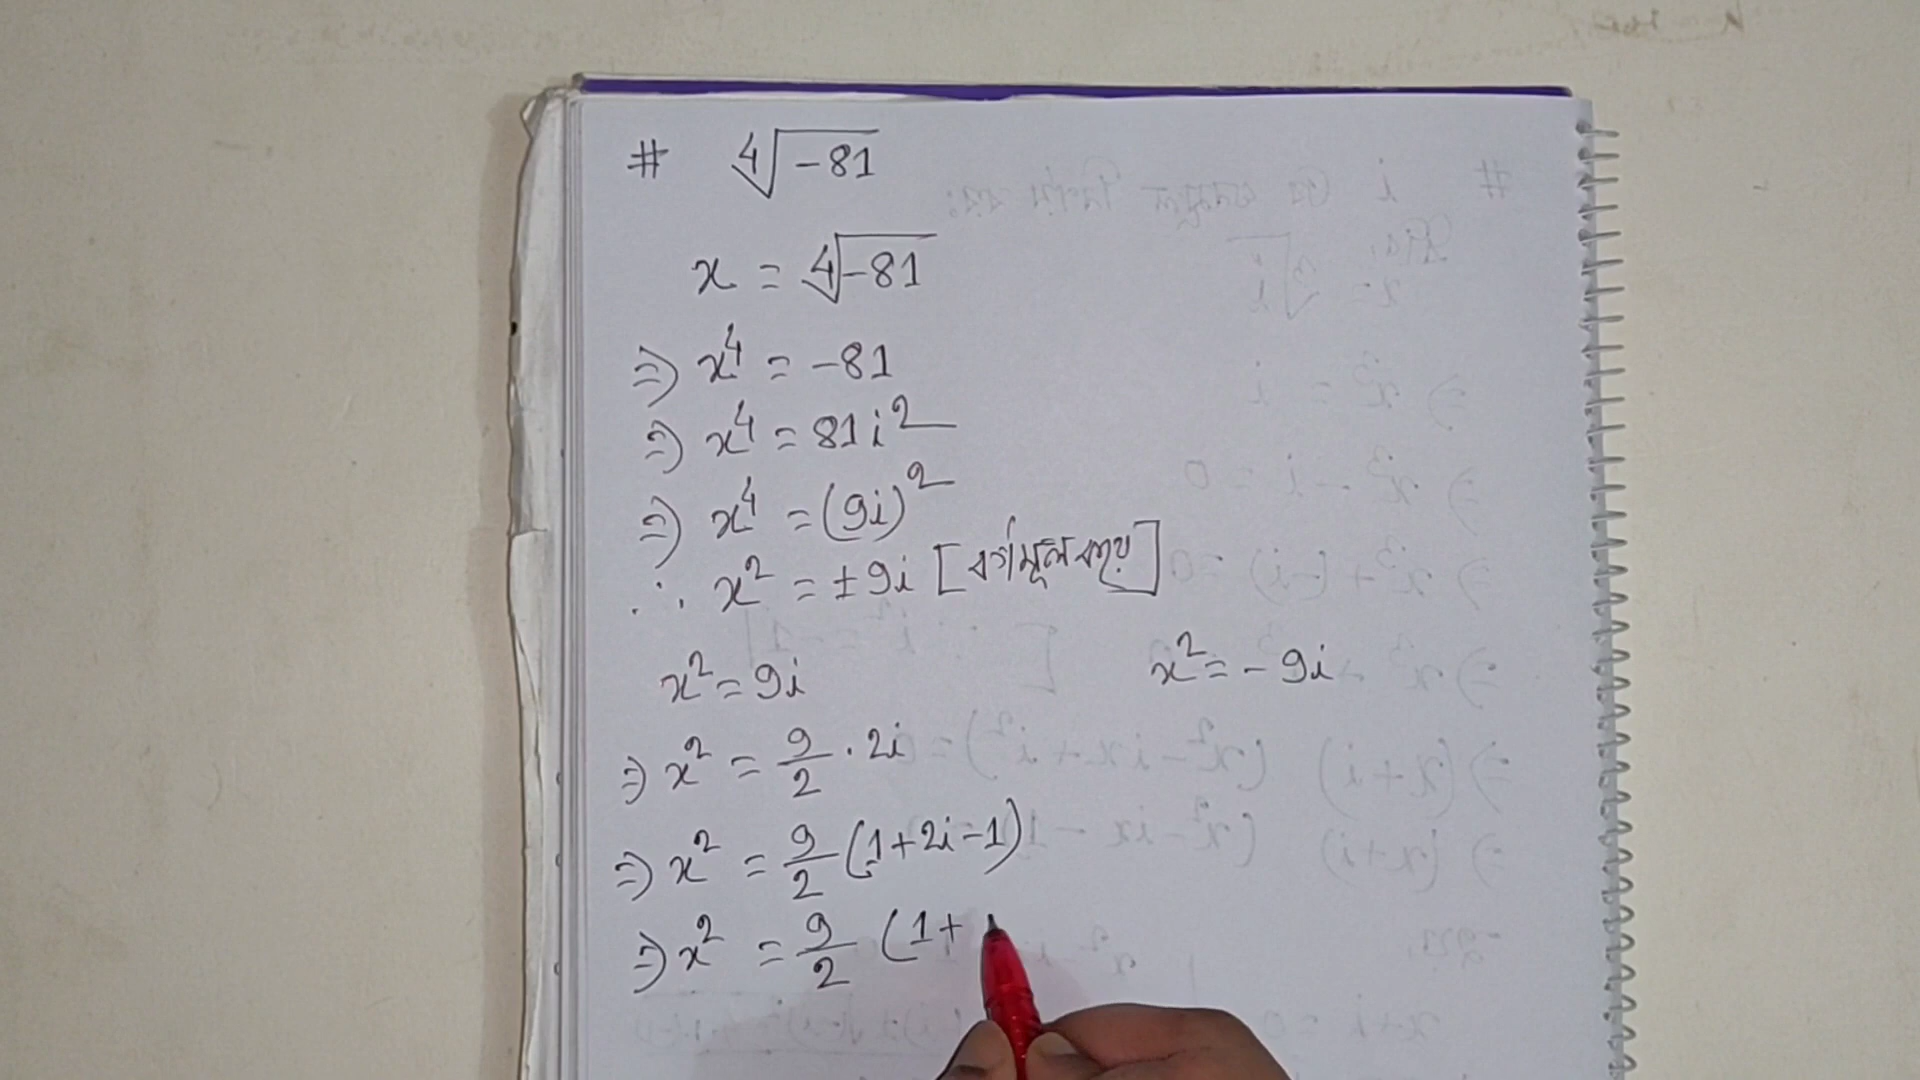 # ∜-81
x = ∜-81
⇒ x⁴ = -81
⇒ x⁴ = 81i²
⇒ x⁴ = (9i)²
∴ x² = ±9i [বর্গমূল করে]
x² = 9i
x² = - 9i
⇒ x² = 9/2 · 2i
⇒ x² = 9/2 (1+2i-1)
⇒ x² = 9/2 (1+